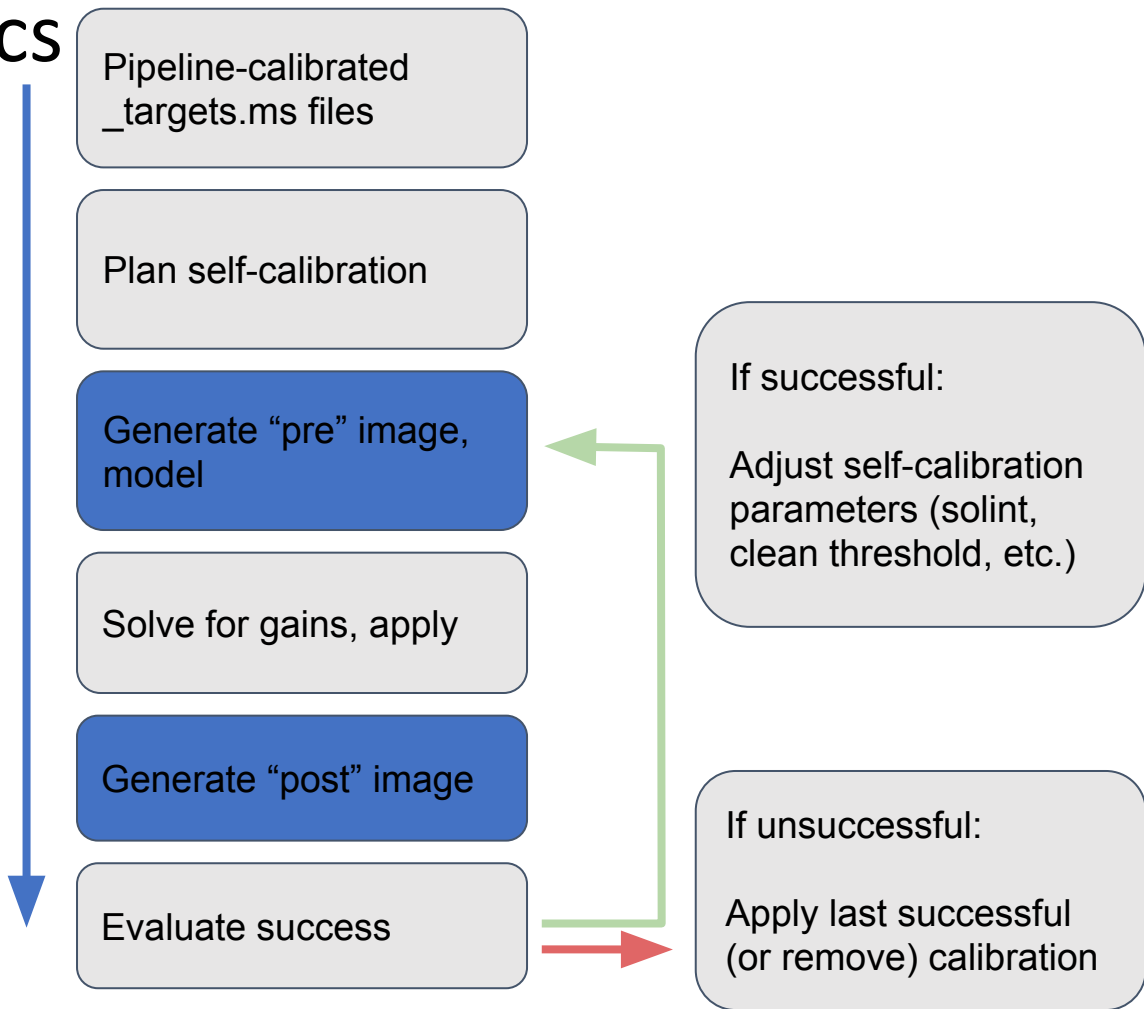 cs
Pipeline-calibrated
_targets.ms files
Plan self-calibration
Generate “pre” image,
model
Solve for gains, apply
Generate “post” image
Evaluate success
If successful:
Adjust self-calibration
parameters (solint,
clean threshold, etc.)
If unsuccessful:
Apply last successful
(or remove) calibration